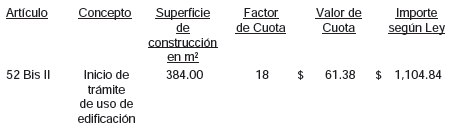 Artículo Concepto Superficie de construcción en m² Factor de Cuota Valor de Cuota Importe según Ley
52 Bis II Inicio de trámite de uso de edificación 384.00 18 $ 61.38 $ 1,104.84